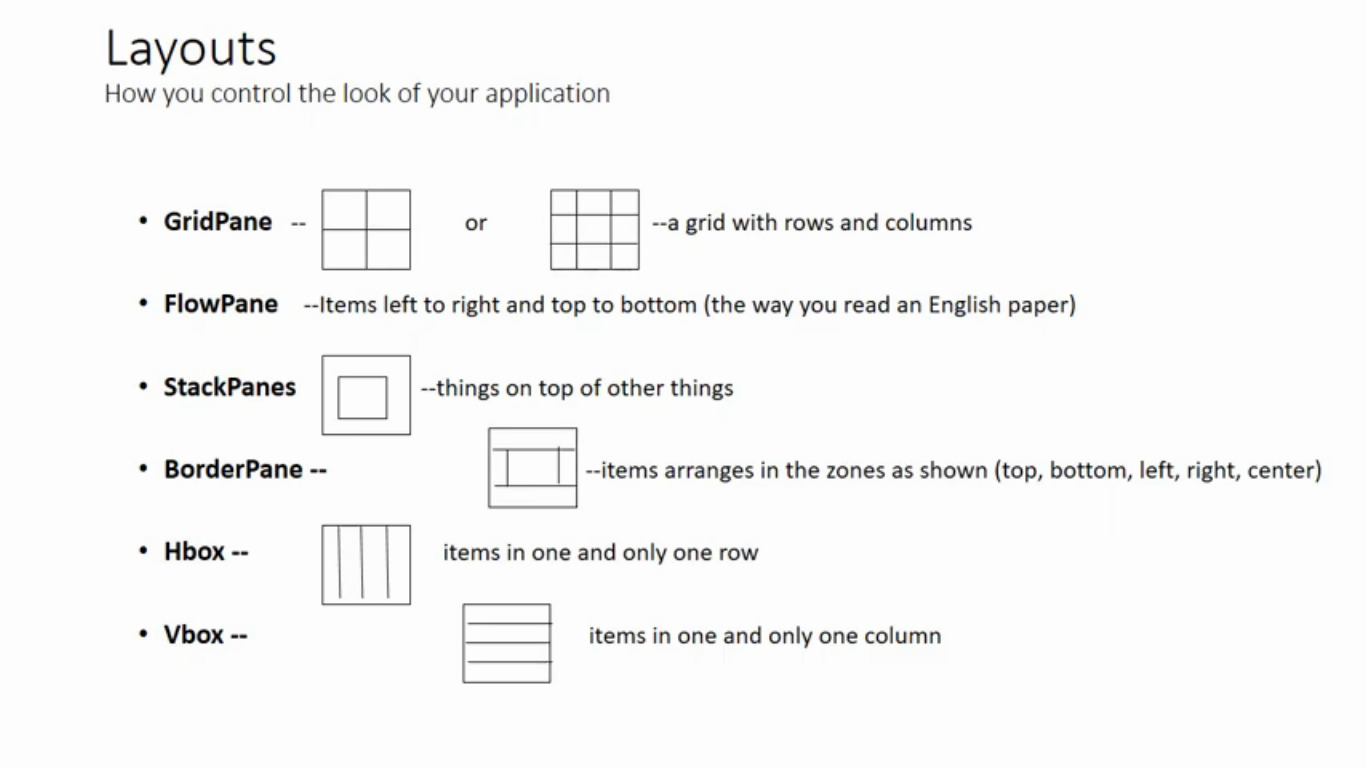 Layouts
How you control the look of your application
• GridPane -- or --a grid with rows and columns
• FlowPane --Items left to right and top to bottom (the way you read an English paper)
• StackPanes --things on top of other things
• BorderPane -- --items arranges in the zones as shown (top, bottom, left, right, center)
• Hbox -- items in one and only one row
• Vbox -- items in one and only one column